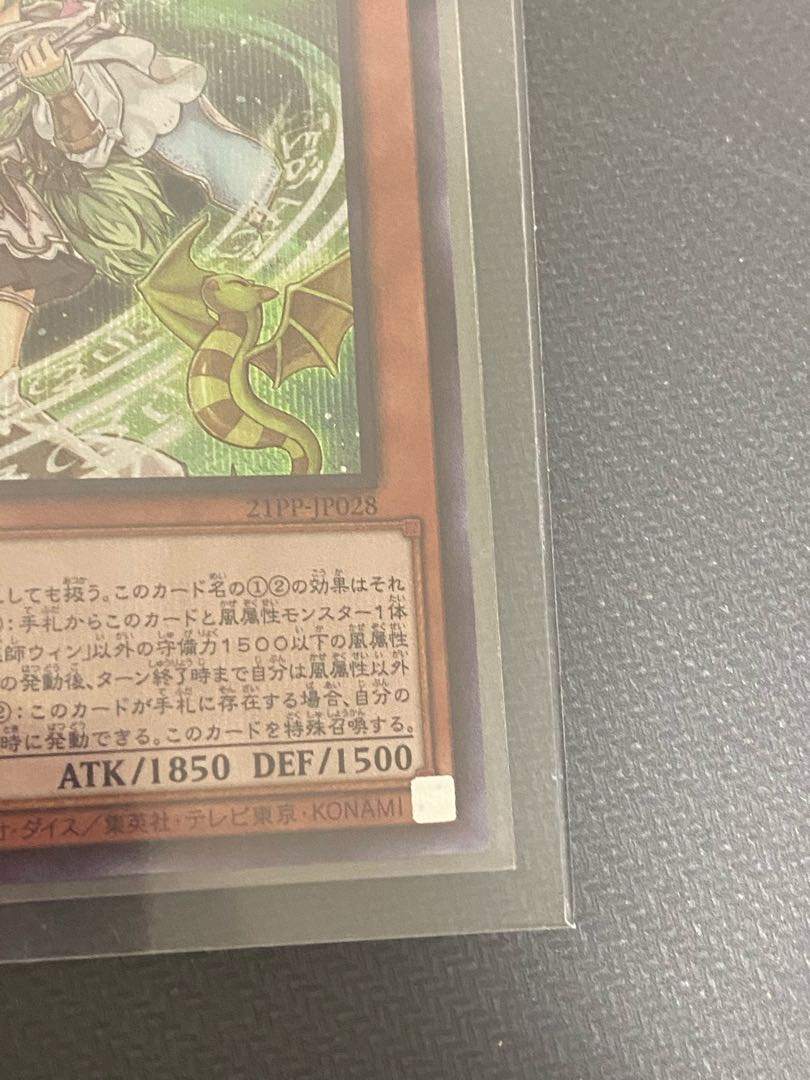 21PP-JP028
しても扱う。このカード名の①②の効果はそれ
：手札からこのカードと風属性モンスター1体
師ウィン」以外の守備力1500以下の風属性
の発動後、ターン終了時まで自分は風属性以外
：このカードが手札に存在する場合、自分の
時に発動できる。このカードを特殊召喚する。
ATK/1850 DEF/1500
・ダイス／集英社・テレビ東京・KONAMI